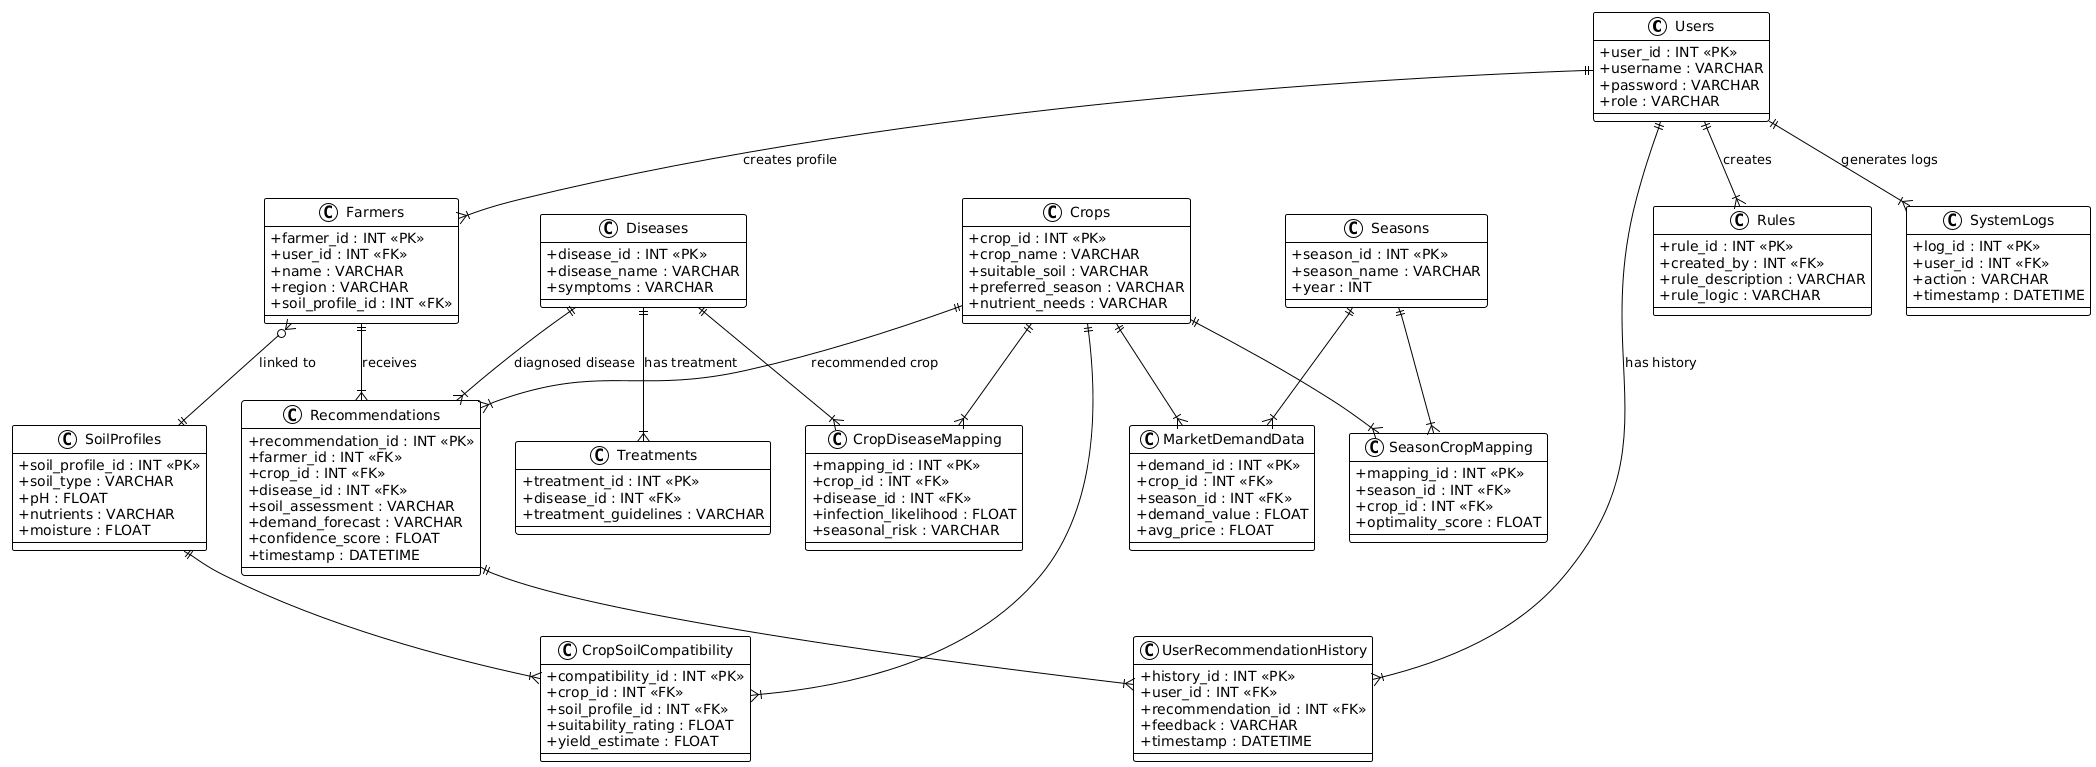 Users
+user_id : INT «PK»
+username : VARCHAR
+password : VARCHAR
+role : VARCHAR
creates profile
creates
generates logs
Farmers
+farmer_id : INT «PK»
+user_id : INT «FK»
+name : VARCHAR
+region : VARCHAR
+soil_profile_id : INT «FK»
Diseases
+disease_id : INT «PK»
+disease_name : VARCHAR
+symptoms : VARCHAR
Crops
+crop_id : INT «PK»
+crop_name : VARCHAR
+suitable_soil : VARCHAR
+preferred_season : VARCHAR
+nutrient_needs : VARCHAR
Seasons
+season_id : INT «PK»
+season_name : VARCHAR
+year : INT
Rules
+rule_id : INT «PK»
+created_by : INT «FK»
+rule_description : VARCHAR
+rule_logic : VARCHAR
SystemLogs
+log_id : INT «PK»
+user_id : INT «FK»
+action : VARCHAR
+timestamp : DATETIME
linked to
receives
diagnosed disease
has treatment
recommended crop
has history
SoilProfiles
+soil_profile_id : INT «PK»
+soil_type : VARCHAR
+pH : FLOAT
+nutrients : VARCHAR
+moisture : FLOAT
Recommendations
+recommendation_id : INT «PK»
+farmer_id : INT «FK»
+crop_id : INT «FK»
+disease_id : INT «FK»
+soil_assessment : VARCHAR
+demand_forecast : VARCHAR
+confidence_score : FLOAT
+timestamp : DATETIME
Treatments
+treatment_id : INT «PK»
+disease_id : INT «FK»
+treatment_guidelines : VARCHAR
CropDiseaseMapping
+mapping_id : INT «PK»
+crop_id : INT «FK»
+disease_id : INT «FK»
+infection_likelihood : FLOAT
+seasonal_risk : VARCHAR
MarketDemandData
+demand_id : INT «PK»
+crop_id : INT «FK»
+season_id : INT «FK»
+demand_value : FLOAT
+avg_price : FLOAT
SeasonCropMapping
+mapping_id : INT «PK»
+season_id : INT «FK»
+crop_id : INT «FK»
+optimality_score : FLOAT
CropSoilCompatibility
+compatibility_id : INT «PK»
+crop_id : INT «FK»
+soil_profile_id : INT «FK»
+suitability_rating : FLOAT
+yield_estimate : FLOAT
UserRecommendationHistory
+history_id : INT «PK»
+user_id : INT «FK»
+recommendation_id : INT «FK»
+feedback : VARCHAR
+timestamp : DATETIME